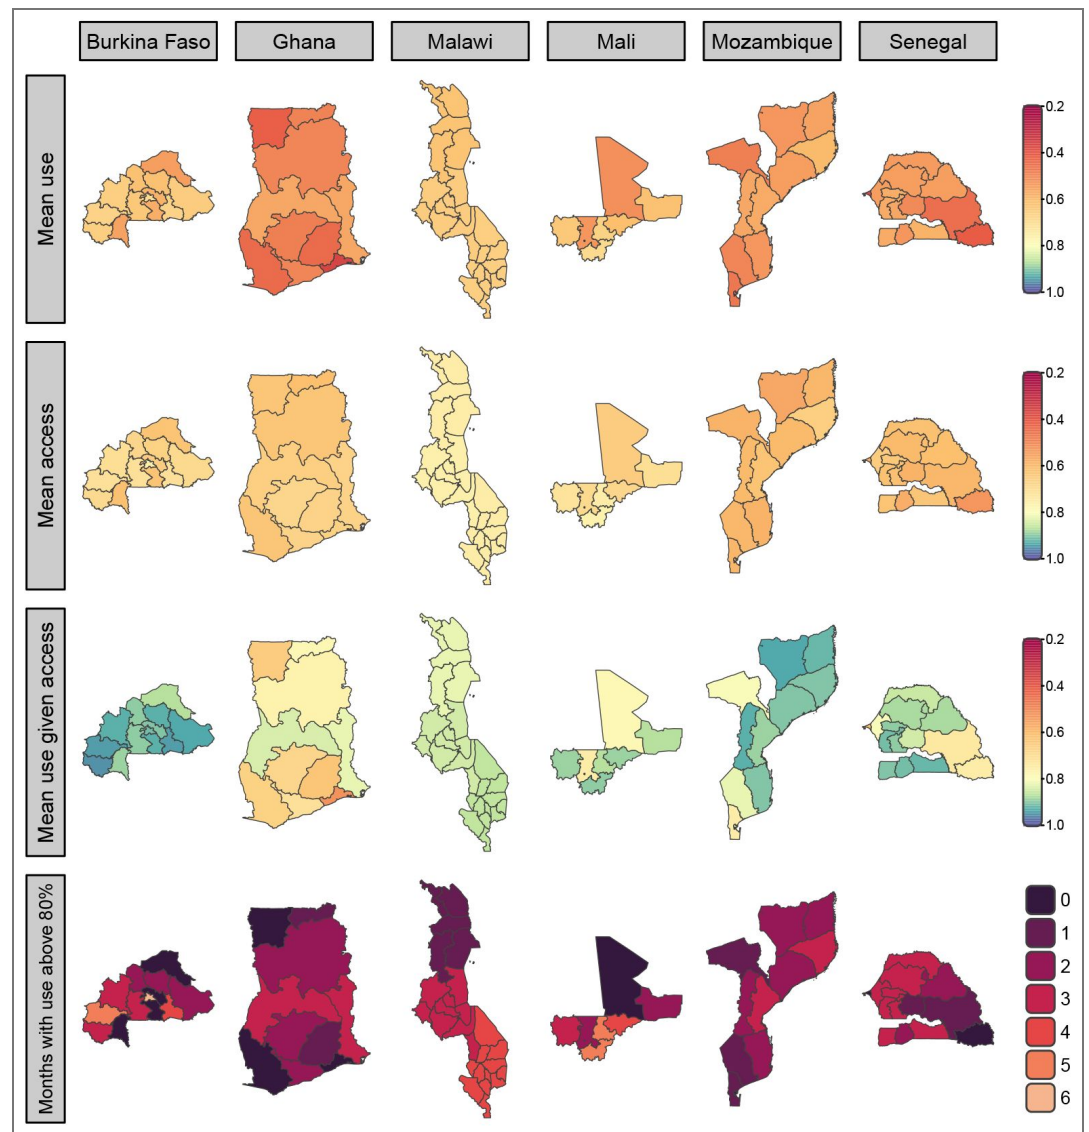 Burkina Faso
Ghana
Malawi
Mali
Mozambique
Senegal
Mean use
0.2
0.4
0.6
0.8
1.0
Mean access
0.2
0.4
0.6
0.8
1.0
Mean use given access
0.2
0.4
0.6
0.8
1.0
Months with use above 80%
0
1
2
3
4
5
6